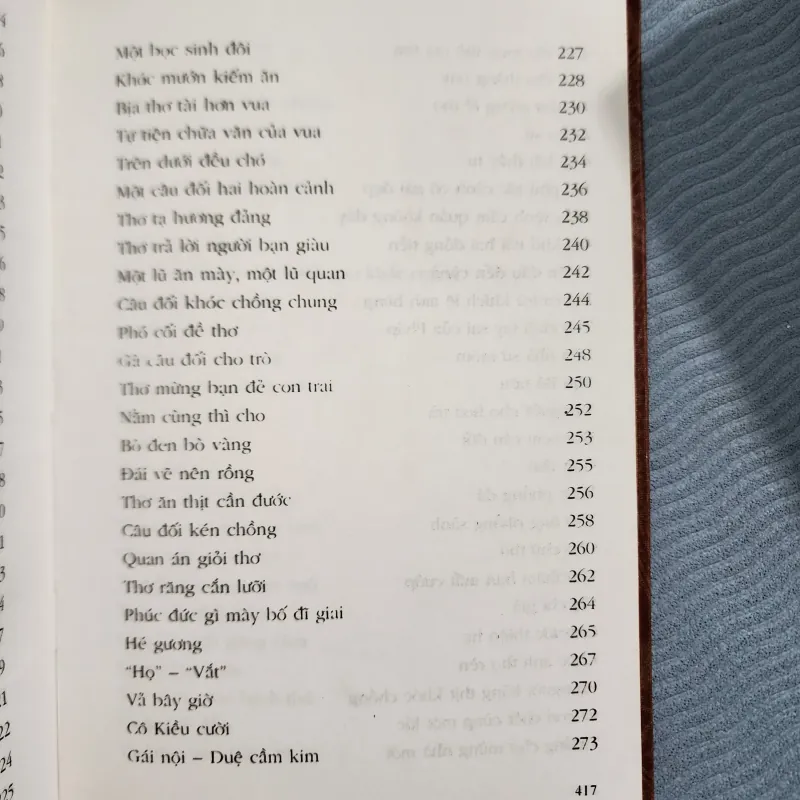 Một học sinh đôi 227
Khóc mướn kiếm ăn 228
Bịa thơ tài hơn vua 230
Tự tiện chữa văn của vua 232
Trên dưới đều chó 234
Một câu đối hai hoàn cảnh 236
Thơ tạ hương đảng 238
Thơ trả lời người bạn giàu 240
Một lũ ăn mày, một lũ quan 242
Câu đối khóc chồng chung 244
Phó cối đề thơ 245
Gà câu đối cho trò 248
Thơ mừng bạn đẻ con trai 250
Nằm cùng thì cho 252
Bò đen bò vàng 253
Đái vẽ nên rồng 255
Thơ ăn thịt cần đước 256
Câu đối kén chồng 258
Quan án giỏi thơ 260
Thơ răng cắn lưỡi 262
Phúc đức gì mày bố đĩ giai 264
Hé gương 265
"Họ" – "Vắt" 267
Vả bây giờ 270
Cô Kiều cười 272
Gái nội – Duệ cầm kim 273
417